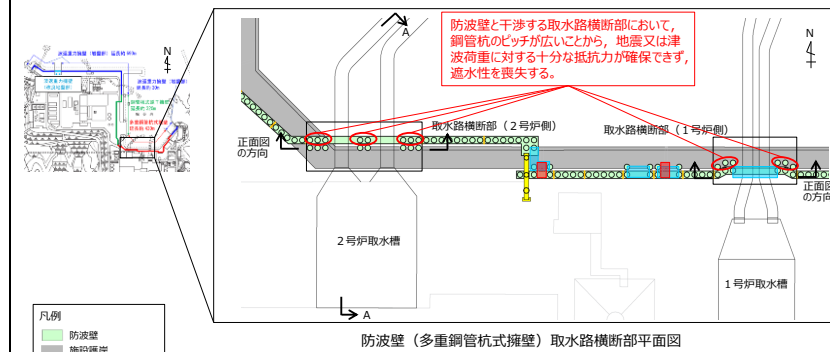 防波壁と干渉する取水路横断部において,
鋼管杭のピッチが広いことから, 地震又は津
波荷重に対する十分な抵抗力が確保できず,
遮水性を喪失する。
A
N
N
取水路横断部（２号炉側）
取水路横断部（１号炉側）
正面図
の方向
正面図
の方向
２号炉取水槽
１号炉取水槽
A
凡例
防波壁
施設護岸
防波壁（多重鋼管杭式擁壁）取水路横断部平面図